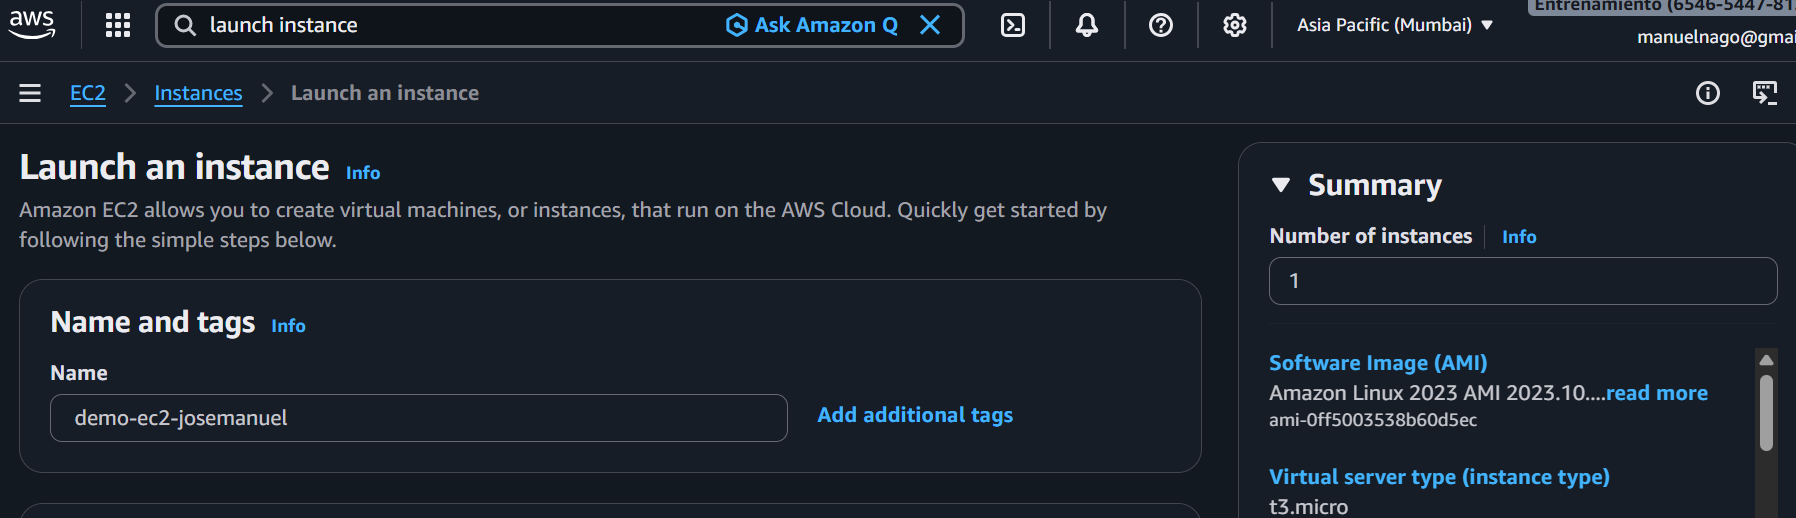 aws
launch instance
Ask Amazon Q
Asia Pacific (Mumbai)
Entrenamiento (6546-5447-81
manuelnago@gmai
EC2
Instances
Launch an instance
Launch an instance
Info
Amazon EC2 allows you to create virtual machines, or instances, that run on the AWS Cloud. Quickly get started by
following the simple steps below.
Name and tags
Info
Name
demo-ec2-josemanuel
Add additional tags
Summary
Number of instances
Info
1
Software Image (AMI)
Amazon Linux 2023 AMI 2023.10....read more
ami-0ff5003538b60d5ec
Virtual server type (instance type)
t3.micro